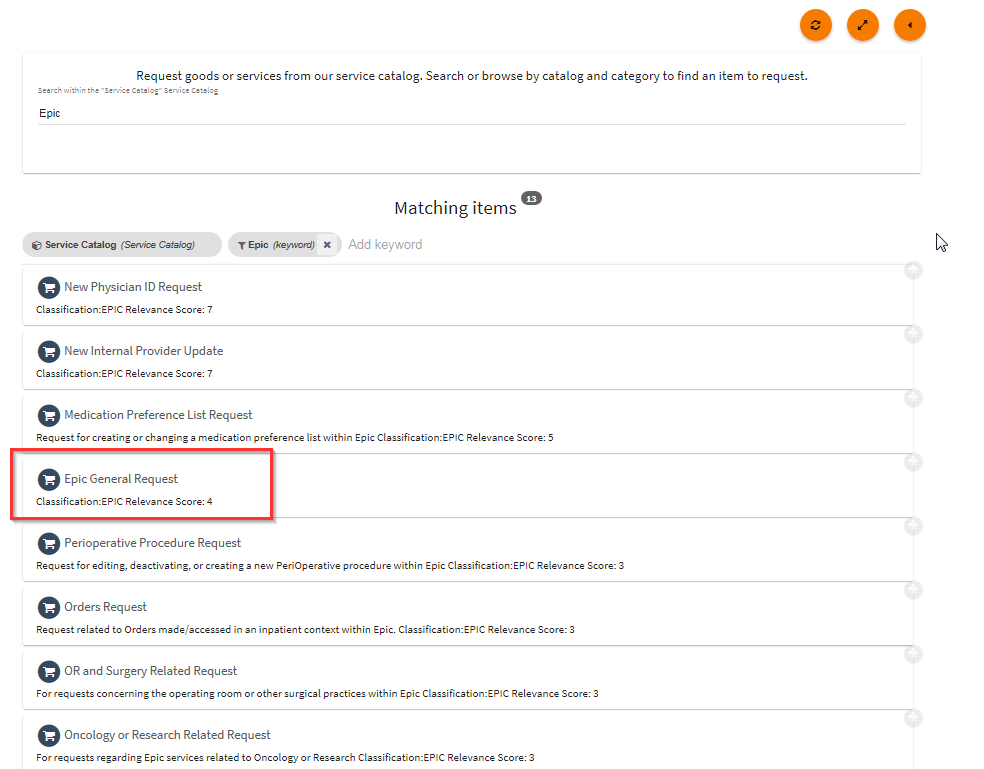 Request goods or services from our service catalog. Search or browse by catalog and category to find an item to request.
Search within the "Service Catalog" Service Catalog
Epic
Matching items 13
Service Catalog (Service Catalog) Epic (keyword) x Add keyword
New Physician ID Request
Classification:EPIC Relevance Score: 7
New Internal Provider Update
Classification:EPIC Relevance Score: 7
Medication Preference List Request
Request for creating or changing a medication preference list within Epic Classification:EPIC Relevance Score: 5
Epic General Request
Classification:EPIC Relevance Score: 4
Perioperative Procedure Request
Request for editing, deactivating, or creating a new PeriOperative procedure within Epic Classification:EPIC Relevance Score: 3
Orders Request
Request related to Orders made/accessed in an inpatient context within Epic. Classification:EPIC Relevance Score: 3
OR and Surgery Related Request
For requests concerning the operating room or other surgical practices within Epic Classification:EPIC Relevance Score: 3
Oncology or Research Related Request
For requests regarding Epic services related to Oncology or Research Classification:EPIC Relevance Score: 3